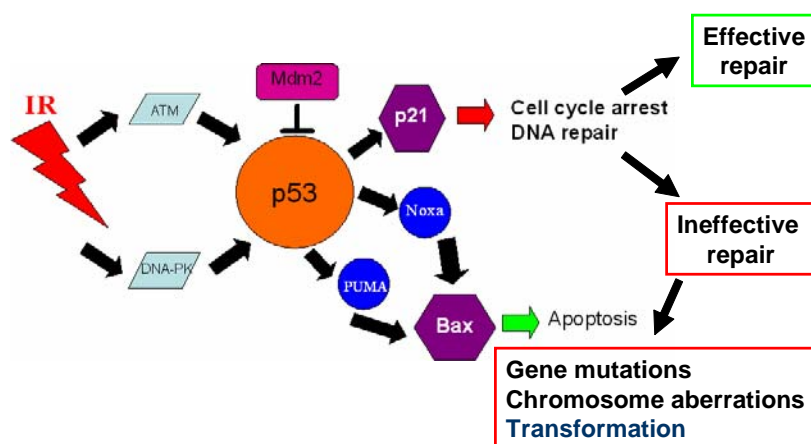 Effective
repair
Mdm2
IR
ATM
p21
Cell cycle arrest
DNA repair
p53
Noxa
Ineffective
repair
DNA-PK
PUMA
Bax
Apoptosis
Gene mutations
Chromosome aberrations
Transformation